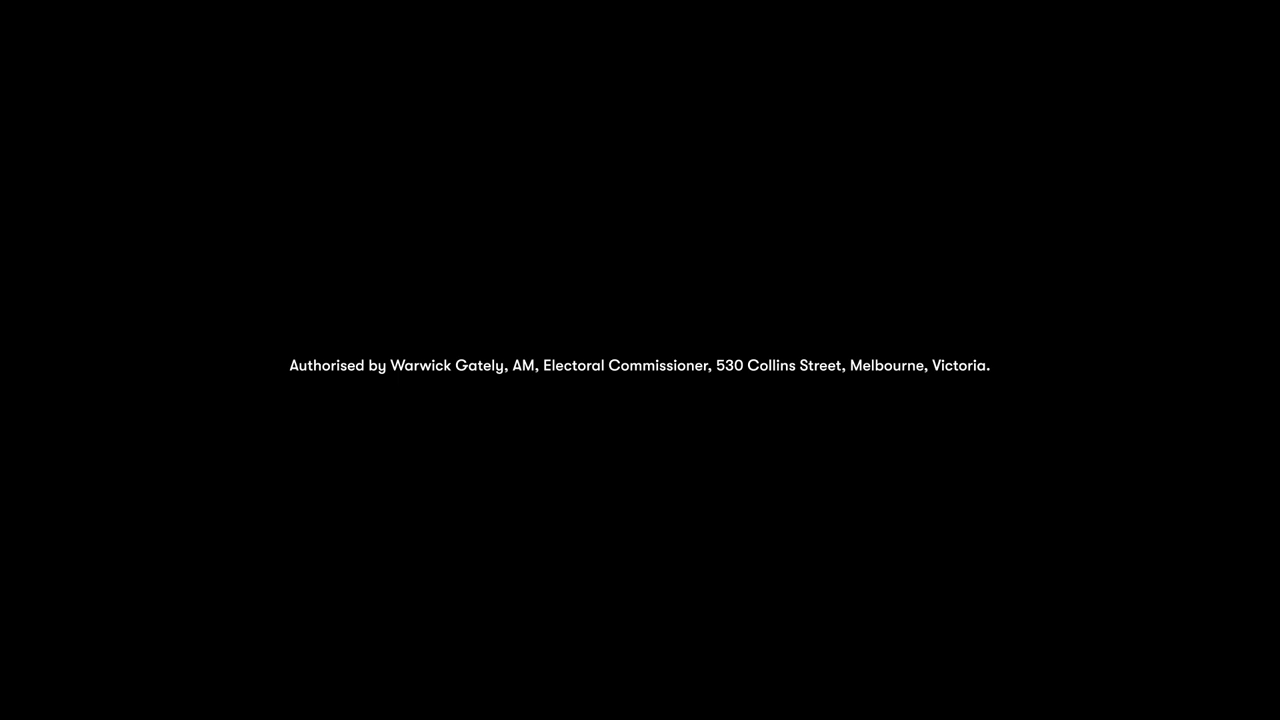 Authorised by Warwick Gately, AM, Electoral Commissioner, 530 Collins Street, Melbourne, Victoria.